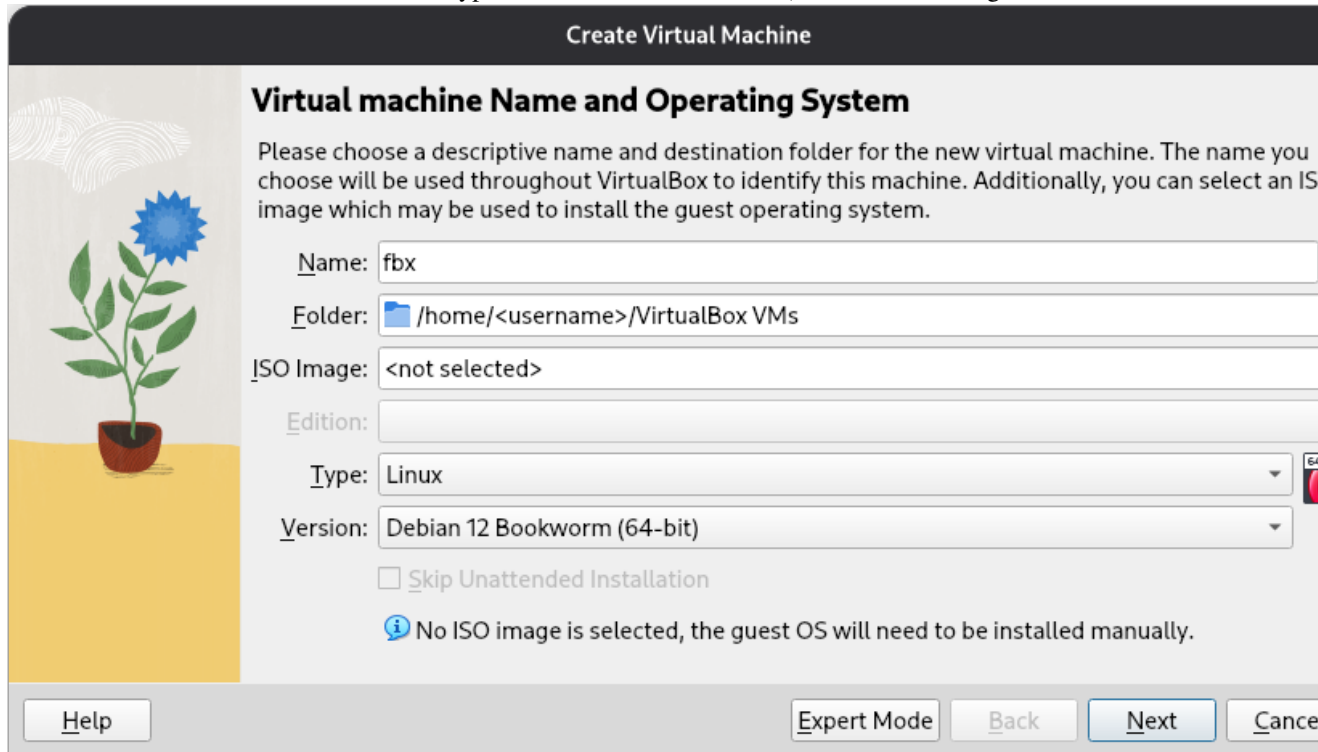 Create Virtual Machine
Virtual machine Name and Operating System
Please choose a descriptive name and destination folder for the new virtual machine. The name you
choose will be used throughout VirtualBox to identify this machine. Additionally, you can select an IS
image which may be used to install the guest operating system.
Name: fbx
Folder: /home/<username>/VirtualBox VMs
ISO Image: <not selected>
Edition:
Type: Linux
64
Version: Debian 12 Bookworm (64-bit)
Skip Unattended Installation
No ISO image is selected, the guest OS will need to be installed manually.
Help Expert Mode Back Next Cance